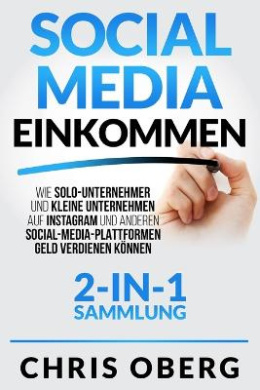 SOCIAL
MEDIA
EINKOMMEN
WIE SOLO-UNTERNEHMER
UND KLEINE UNTERNEHMEN
AUF INSTAGRAM UND ANDEREN
SOCIAL-MEDIA-PLATTFORMEN
GELD VERDIENEN KÖNNEN
2-IN-1
SAMMLUNG
CHRIS OBERG